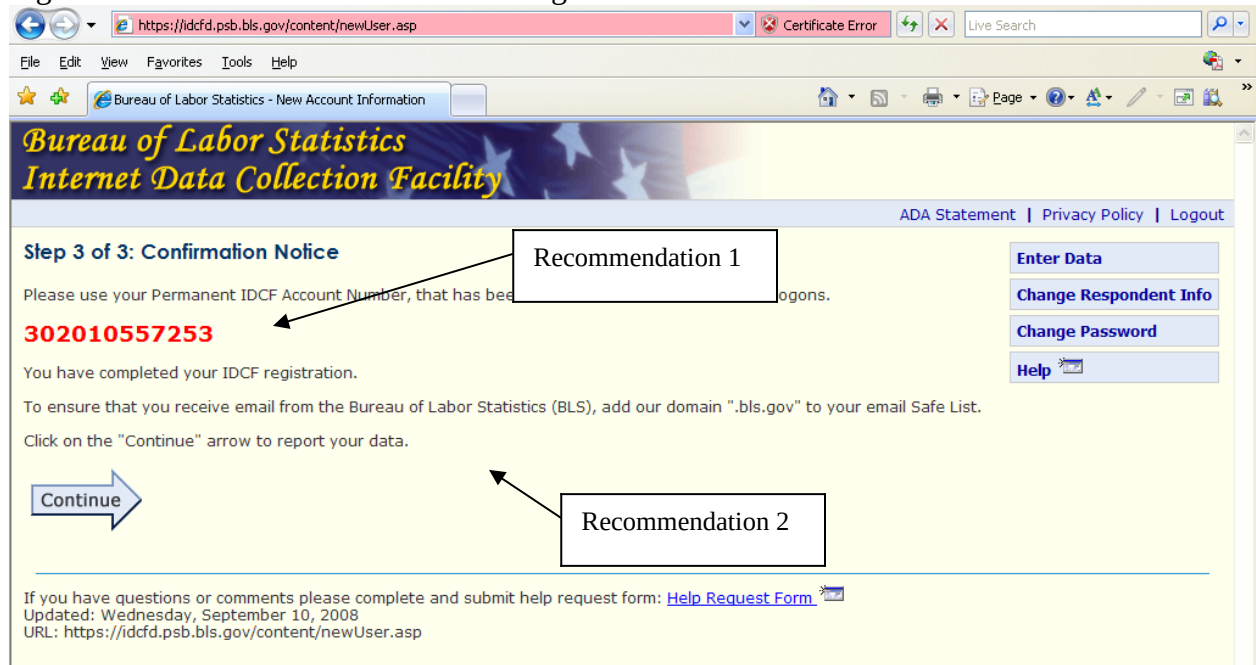 https://idcfd.psb.bls.gov/content/newUser.asp Certificate Error Live Search
File Edit View Favorites Tools Help
Bureau of Labor Statistics - New Account Information Page
Bureau of Labor Statistics
Internet Data Collection Facility
ADA Statement | Privacy Policy | Logout
Step 3 of 3: Confirmation Notice
Recommendation 1
Enter Data
Please use your Permanent IDCF Account Number, that has bee ogons.
Change Respondent Info
302010557253
Change Password
You have completed your IDCF registration.
Help
To ensure that you receive email from the Bureau of Labor Statistics (BLS), add our domain ".bls.gov" to your email Safe List.
Click on the "Continue" arrow to report your data.
Continue
Recommendation 2
If you have questions or comments please complete and submit help request form: Help Request Form
Updated: Wednesday, September 10, 2008
URL: https://idcfd.psb.bls.gov/content/newUser.asp